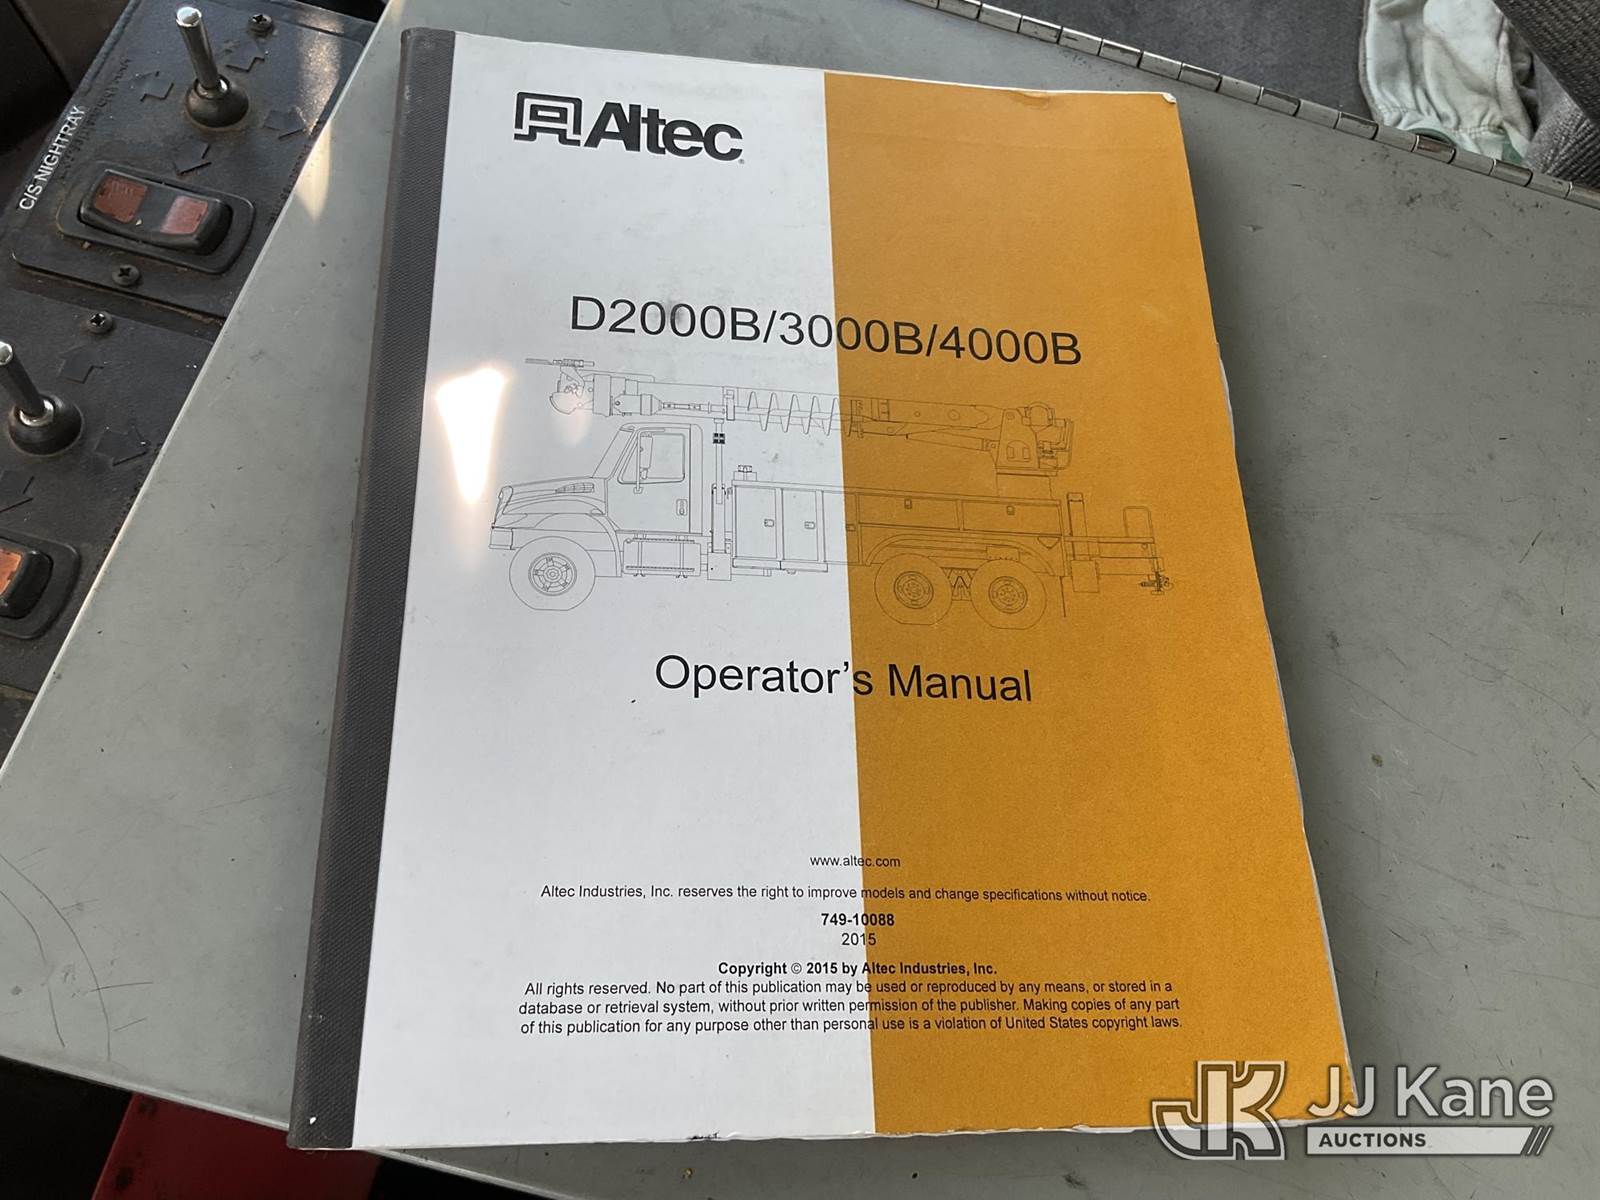 C/S NIGHTRAY
Altec
D2000B/3000B/4000B
Operator's Manual
www.altec.com
Altec Industries, Inc. reserves the right to improve models and change specifications without notice.
749-10088
2015
Copyright © 2015 by Altec Industries, Inc.
All rights reserved. No part of this publication may be used or reproduced by any means, or stored in a
database or retrieval system, without prior written permission of the publisher. Making copies of any part
of this publication for any purpose other than personal use is a violation of United States copyright laws.
JK JJ Kane
AUCTIONS